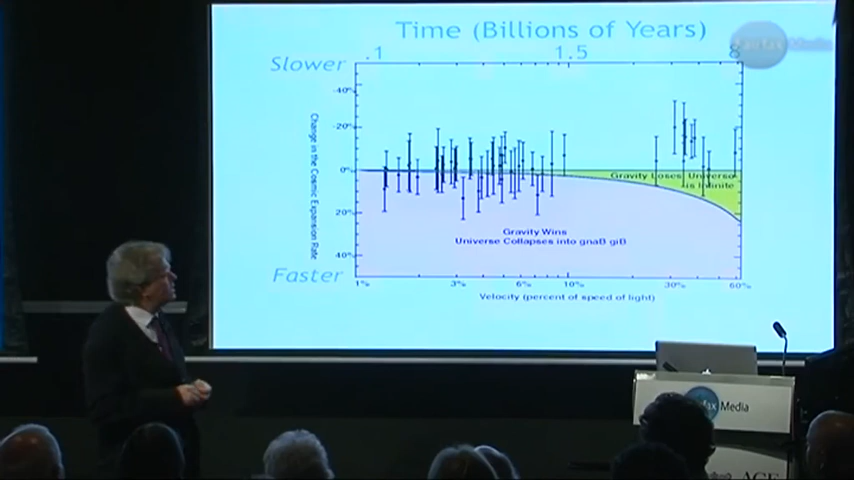 Time (Billions of Years)
.1 1.5 8
Slower
-40%
-20%
0%
20%
40%
Faster
Change in the Cosmic Expansion Rate
Gravity Loses: Universe
is Infinite
Gravity Wins
Universe Collapses into gnaB giB
1% 3% 6% 10% 30% 60%
Velocity (percent of speed of light)
Media
Media